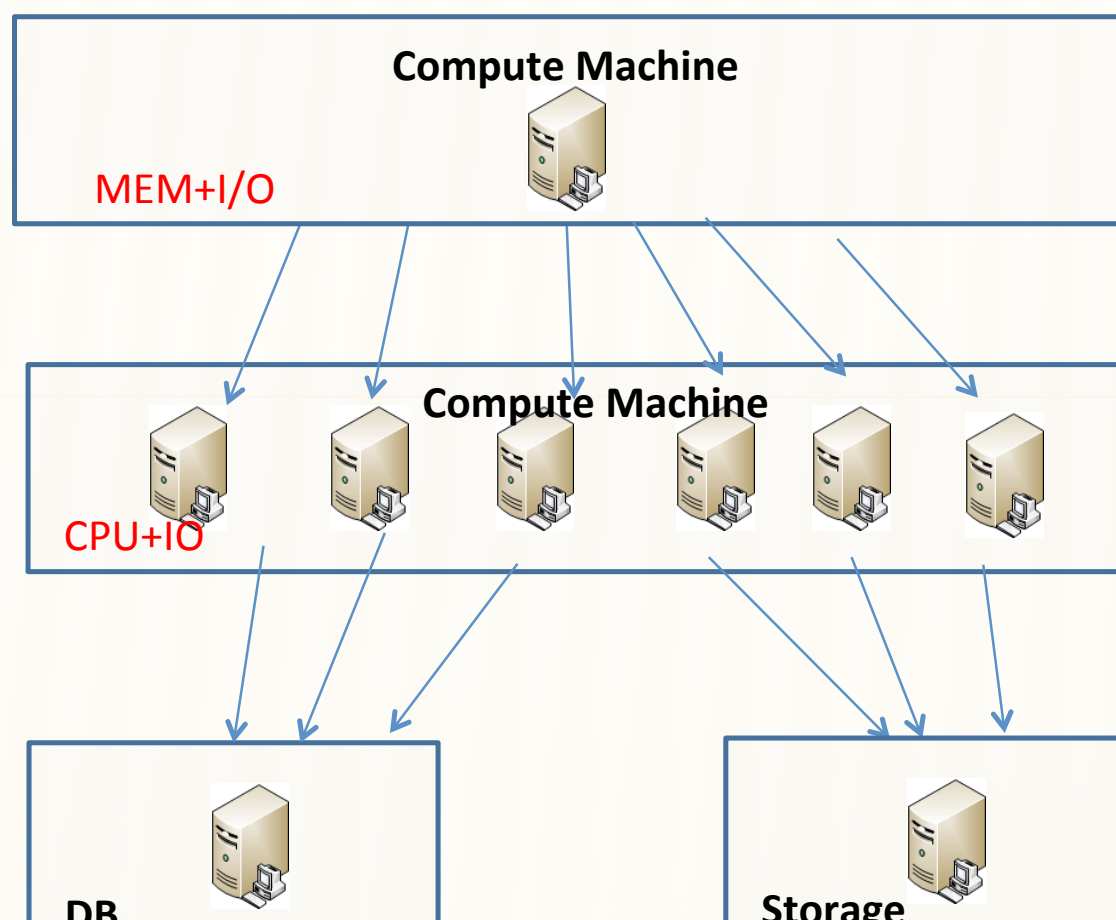 Compute Machine
MEM+I/O
Compute Machine
CPU+IO
DB
Storage